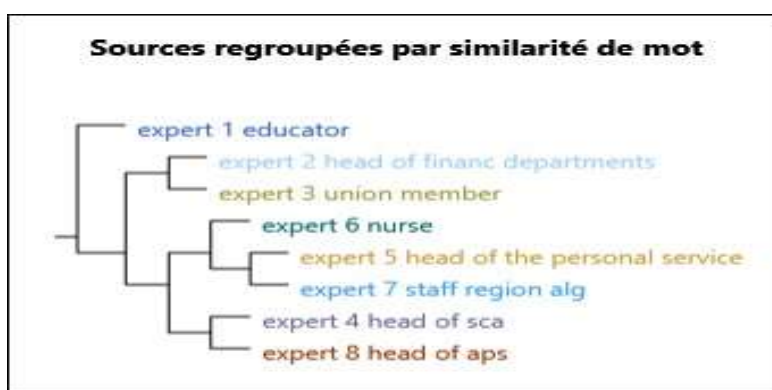 Sources regroupées par similarité de mot
expert 1 educator
expert 2 head of financ departments
expert 3 union member
expert 6 nurse
expert 5 head of the personal service
expert 7 staff region alg
expert 4 head of sca
expert 8 head of aps